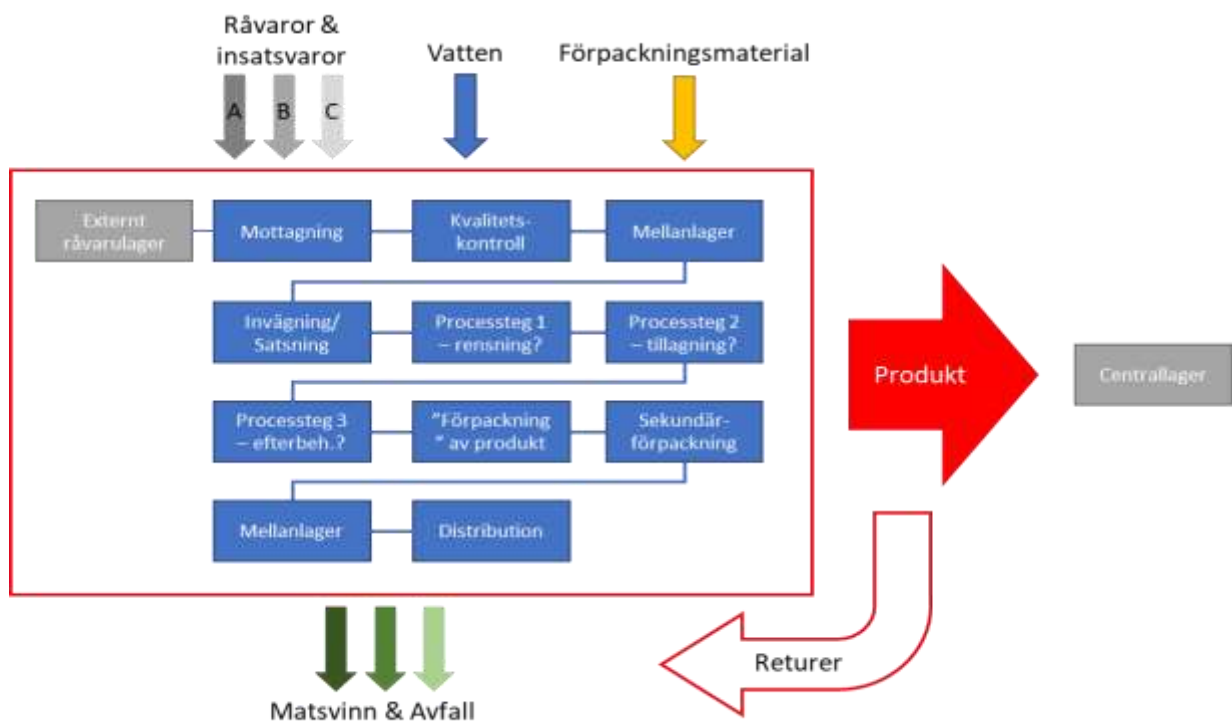 Råvaror &
insatsvaror
Vatten
Förpackningsmaterial
A
B
C
Externt
råvarulager
Mottagning
Kvalitets-
kontroll
Mellanlager
Invägning/
Satsning
Processteg 1
– rensning?
Processteg 2
– tillagning?
Produkt
Centrallager
Processteg 3
– efterbeh.?
”Förpackning
” av produkt
Sekundär-
förpackning
Mellanlager
Distribution
Returer
Matsvinn & Avfall